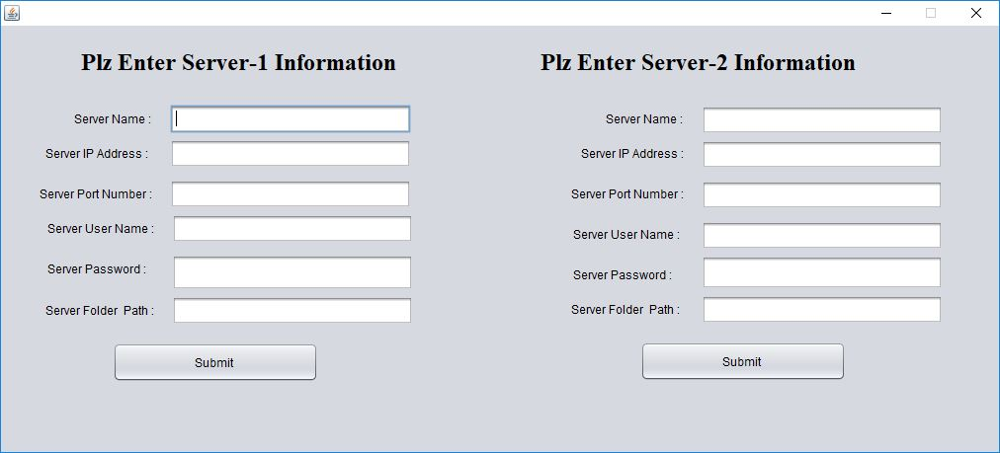 Plz Enter Server-1 Information
Server Name :
Server IP Address :
Server Port Number :
Server User Name :
Server Password :
Server Folder  Path :
Submit
Plz Enter Server-2 Information
Server Name :
Server IP Address :
Server Port Number :
Server User Name :
Server Password :
Server Folder  Path :
Submit